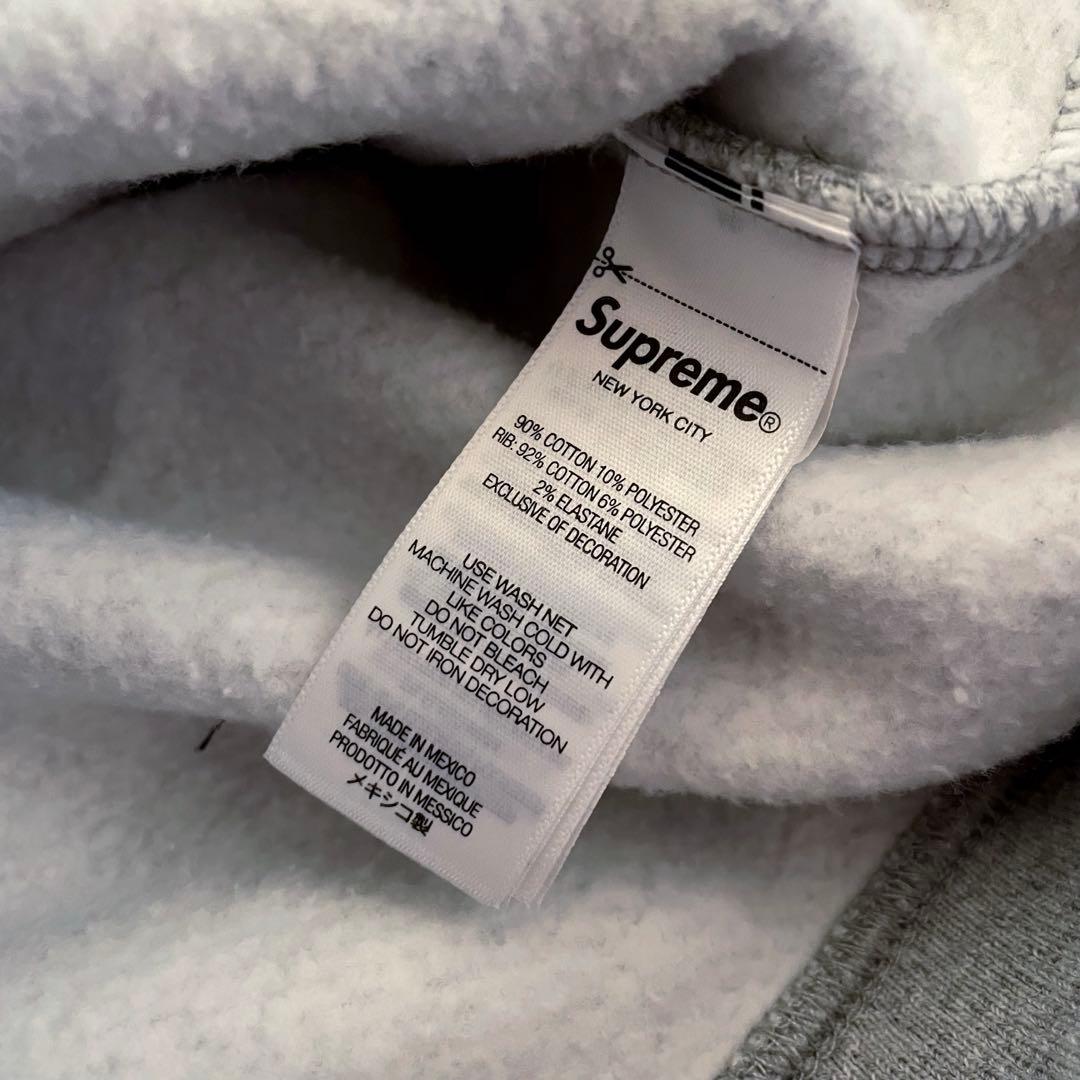 Supreme®
NEW YORK CITY
90% COTTON 10% POLYESTER
RIB: 92% COTTON 6% POLYESTER
2% ELASTANE
EXCLUSIVE OF DECORATION
USE WASH NET
MACHINE WASH COLD WITH
LIKE COLORS
DO NOT BLEACH
TUMBLE DRY LOW
DO NOT IRON DECORATION
MADE IN MEXICO
FABRIQUÉ AU MEXIQUE
PRODOTTO IN MESSICO
メキシコ製